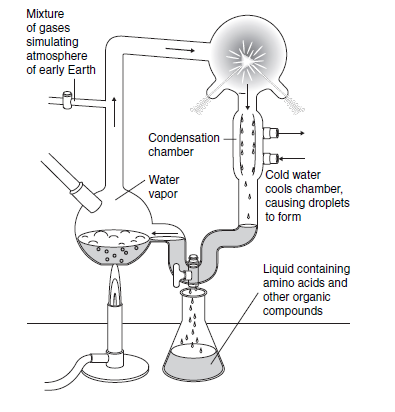 Mixture
of gases
simulating
atmosphere
of early Earth
Condensation
chamber
Water
vapor
Cold water
cools chamber,
causing droplets
to form
Liquid containing
amino acids and
other organic
compounds